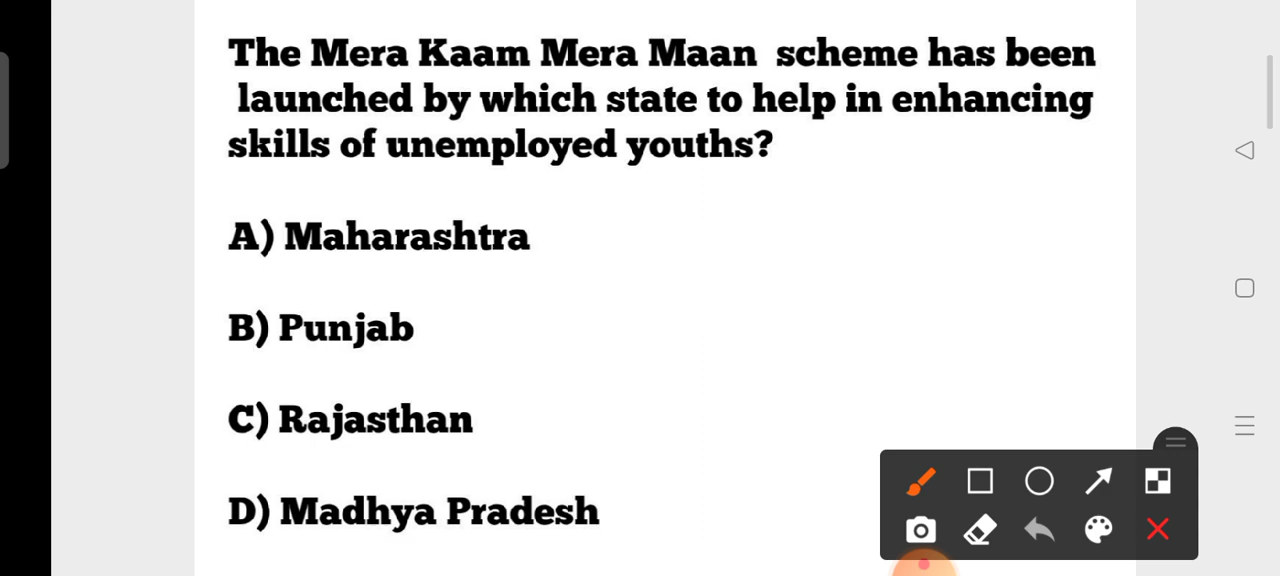 The Mera Kaam Mera Maan scheme has been
launched by which state to help in enhancing
skills of unemployed youths?
A) Maharashtra
B) Punjab
C) Rajasthan
D) Madhya Pradesh